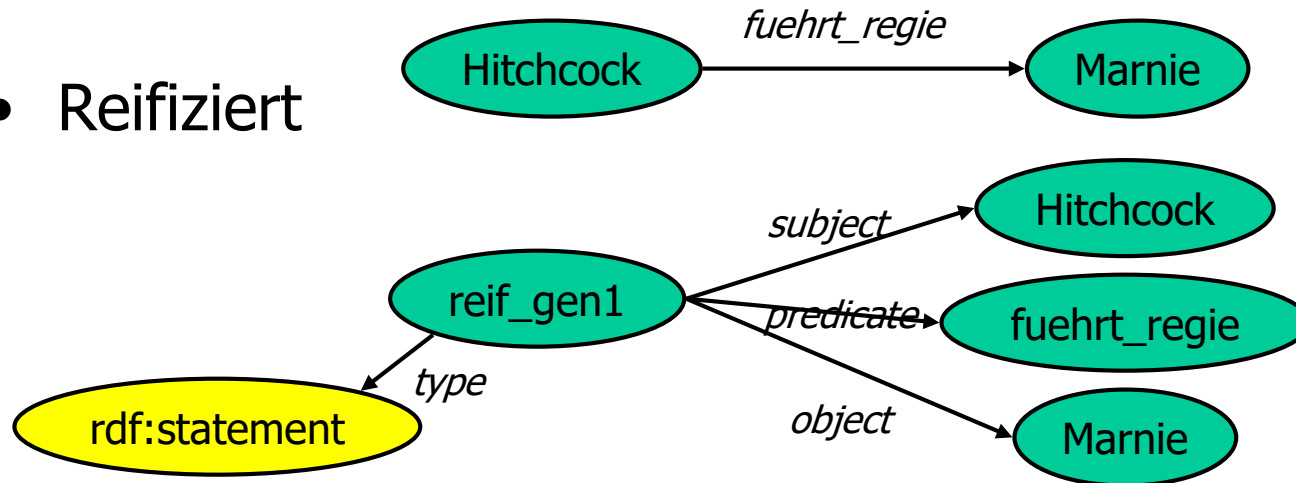 fuehrt_regie
Hitchcock
Marnie
• Reifiziert
subject
Hitchcock
reif_gen1
predicate
fuehrt_regie
type
object
rdf:statement
Marnie